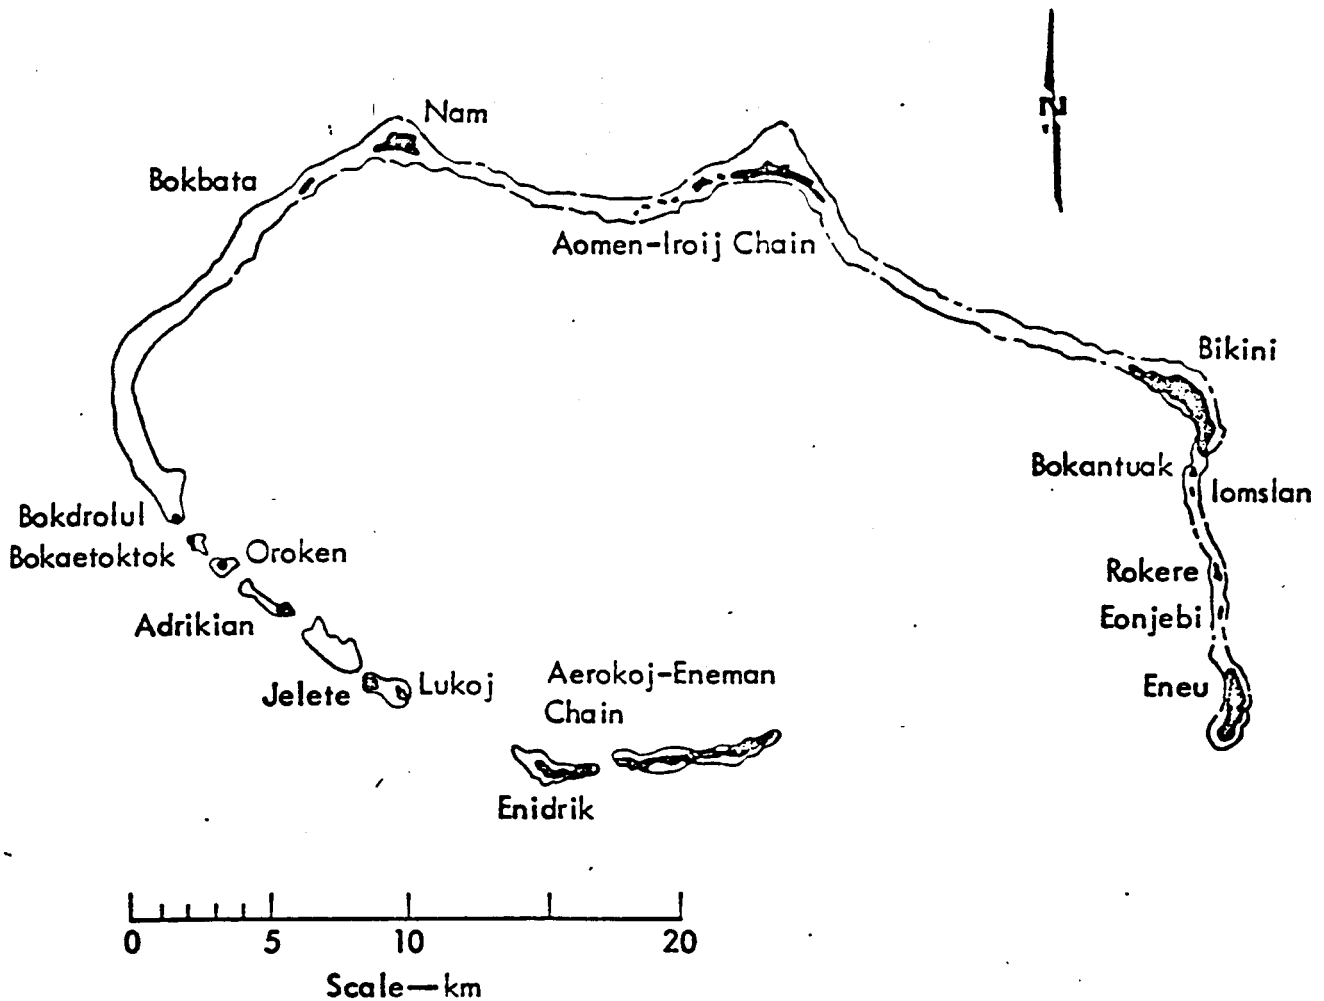 N
Nam
Bokbata
Aomen-Iroij Chain
Bikini
Bokantuak
Iomslan
Bokdrolul
Bokaetoktok
Oroken
Rokere
Adrikian
Eonjebi
Aerokoj-Eneman
Chain
Jelete
Lukoj
Eneu
Enidrik
0 5 10 20
Scale—km